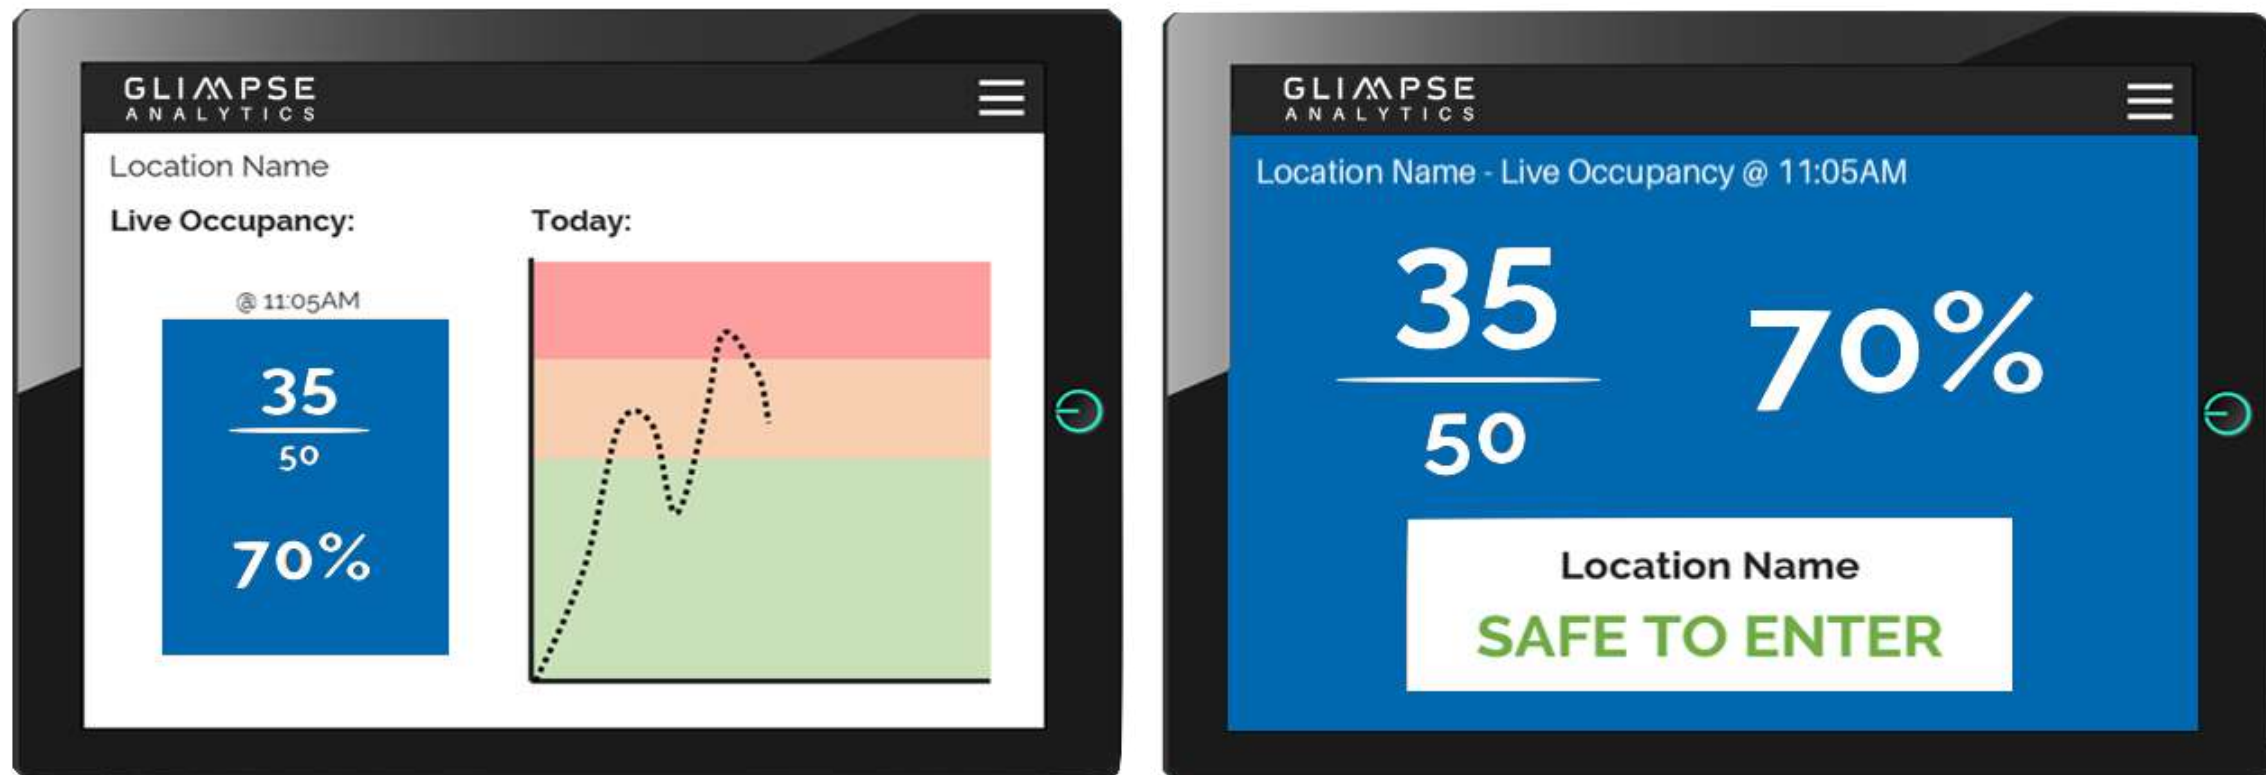 GLIMPSE
ANALYTICS
Location Name
Live Occupancy:
Today:
@ 11:05AM
35
50
70%
GLIMPSE
ANALYTICS
Location Name - Live Occupancy @ 11:05AM
35
50
70%
Location Name
SAFE TO ENTER